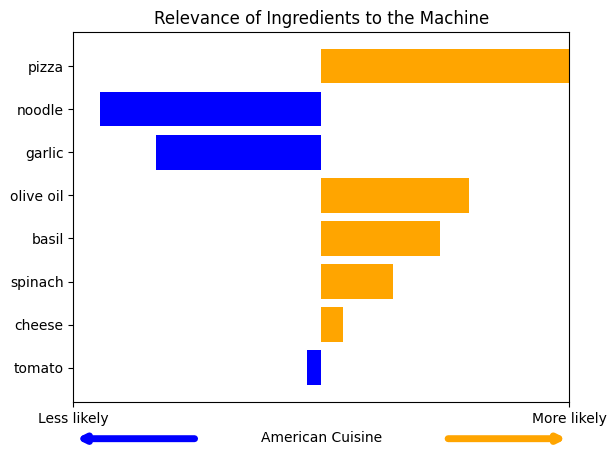 Relevance of Ingredients to the Machine
pizza
noodle
garlic
olive oil
basil
spinach
cheese
tomato
Less likely
More likely
American Cuisine